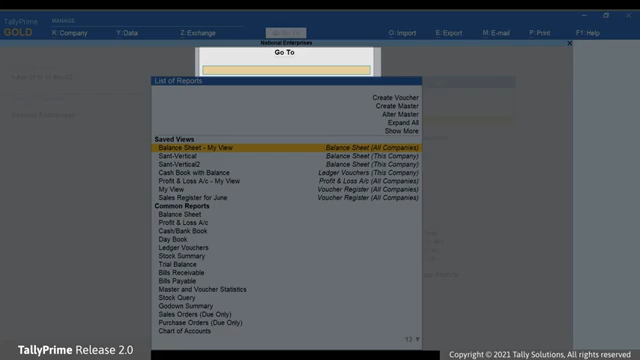 TallyPrime
GOLD
MANAGE
K: Company
Y: Data
Z: Exchange
G: Go To
O: Import
E: Export
M: E-mail
P: Print
F1: Help
National Enterprises
Go To
List of Reports
Create Voucher
Create Master
Alter Master
Expand All
Show More
Saved Views
Balance Sheet - My View Balance Sheet (All Companies)
Sant-Vertical Balance Sheet (This Company)
Sant-Vertical2 Balance Sheet (This Company)
Cash Book with Balance Ledger Vouchers (This Company)
Profit & Loss A/c - My View Profit & Loss A/c (All Companies)
My View Voucher Register (All Companies)
Sales Register for June Voucher Register (All Companies)
Common Reports
Balance Sheet
Profit & Loss A/c
Cash/Bank Book
Day Book
Ledger Vouchers
Stock Summary
Trial Balance
Bills Receivable
Bills Payable
Master and Voucher Statistics
Stock Query
Godown Summary
Sales Orders (Due Only)
Purchase Orders (Due Only)
Chart of Accounts
13 ▼
TallyPrime Release 2.0
Copyright © 2021 Tally Solutions, All rights reserved